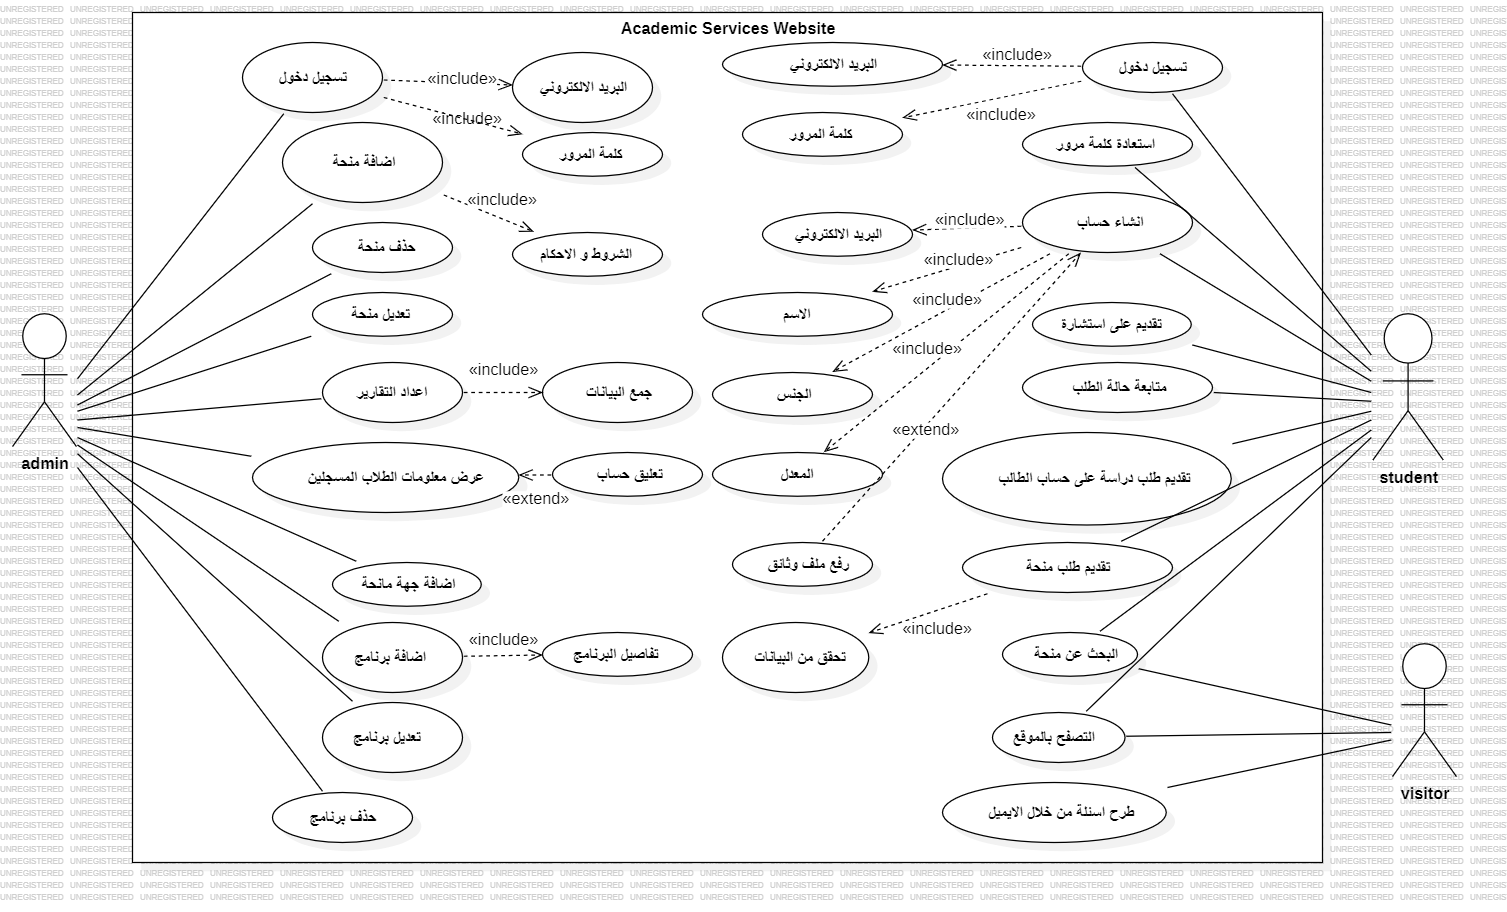 Academic Services Website
تسجيل دخول
«include»
البريد الالكتروني
«include»
كلمة المرور
اضافة منحة
«include»
الشروط و الاحكام
حذف منحة
تعديل منحة
اعداد التقارير
«include»
جمع البيانات
عرض معلومات الطلاب المسجلين
«extend»
تعليق حساب
اضافة جهة مانحة
اضافة برنامج
«include»
تفاصيل البرنامج
تعديل برنامج
حذف برنامج
admin
تسجيل دخول
«include»
البريد الالكتروني
«include»
كلمة المرور
استعادة كلمة مرور
انشاء حساب
«include»
البريد الالكتروني
«include»
الاسم
«include»
الجنس
«include»
المعدل
«extend»
رفع ملف وثائق
تقديم على استشارة
متابعة حالة الطلب
تقديم طلب دراسة على حساب الطالب
تقديم طلب منحة
«include»
تحقق من البيانات
البحث عن منحة
التصفح بالموقع
طرح اسئلة من خلال الايميل
student
visitor
UNREGISTERED